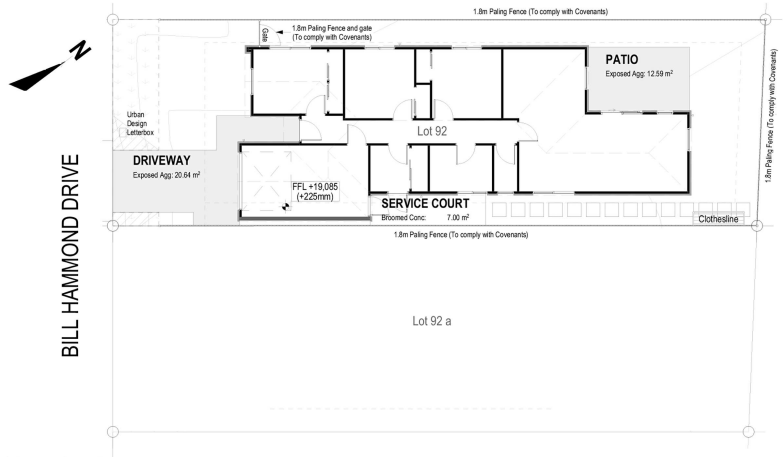 1.8m Paling Fence (To comply with Covenants)
N
Gate
1.8m Paling Fence and gate
(To comply with Covenants)
PATIO
Exposed Agg: 12.59 m²
1.8m Paling Fence (To comply with Covenants)
Urban
Design
Letterbox
Lot 92
DRIVEWAY
Exposed Agg: 20.64 m²
FFL +19,085
(+225mm)
SERVICE COURT
Broomed Conc: 7.00 m²
Clothesline
1.8m Paling Fence (To comply with Covenants)
BILL HAMMOND DRIVE
Lot 92 a